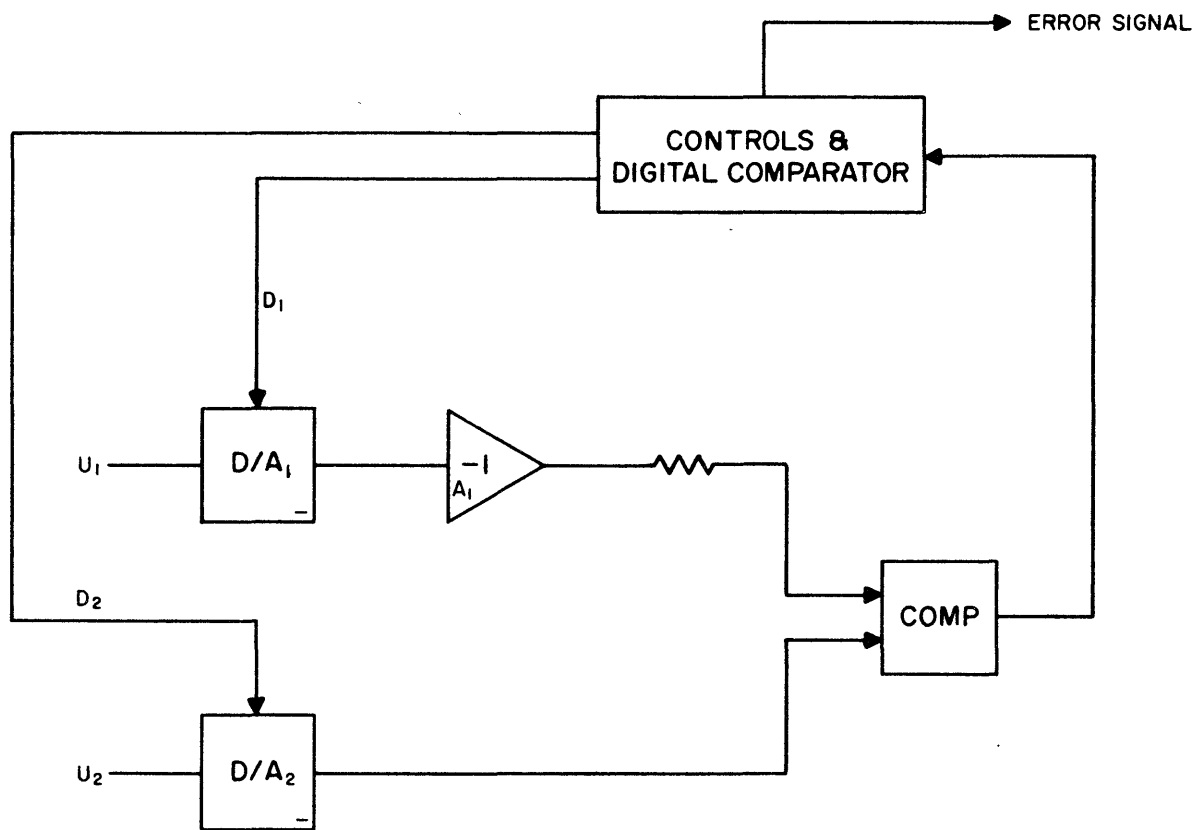 ERROR SIGNAL
CONTROLS &
DIGITAL COMPARATOR
D₁
U₁
D/A₁
−
−1
A₁
D₂
COMP
U₂
D/A₂
−